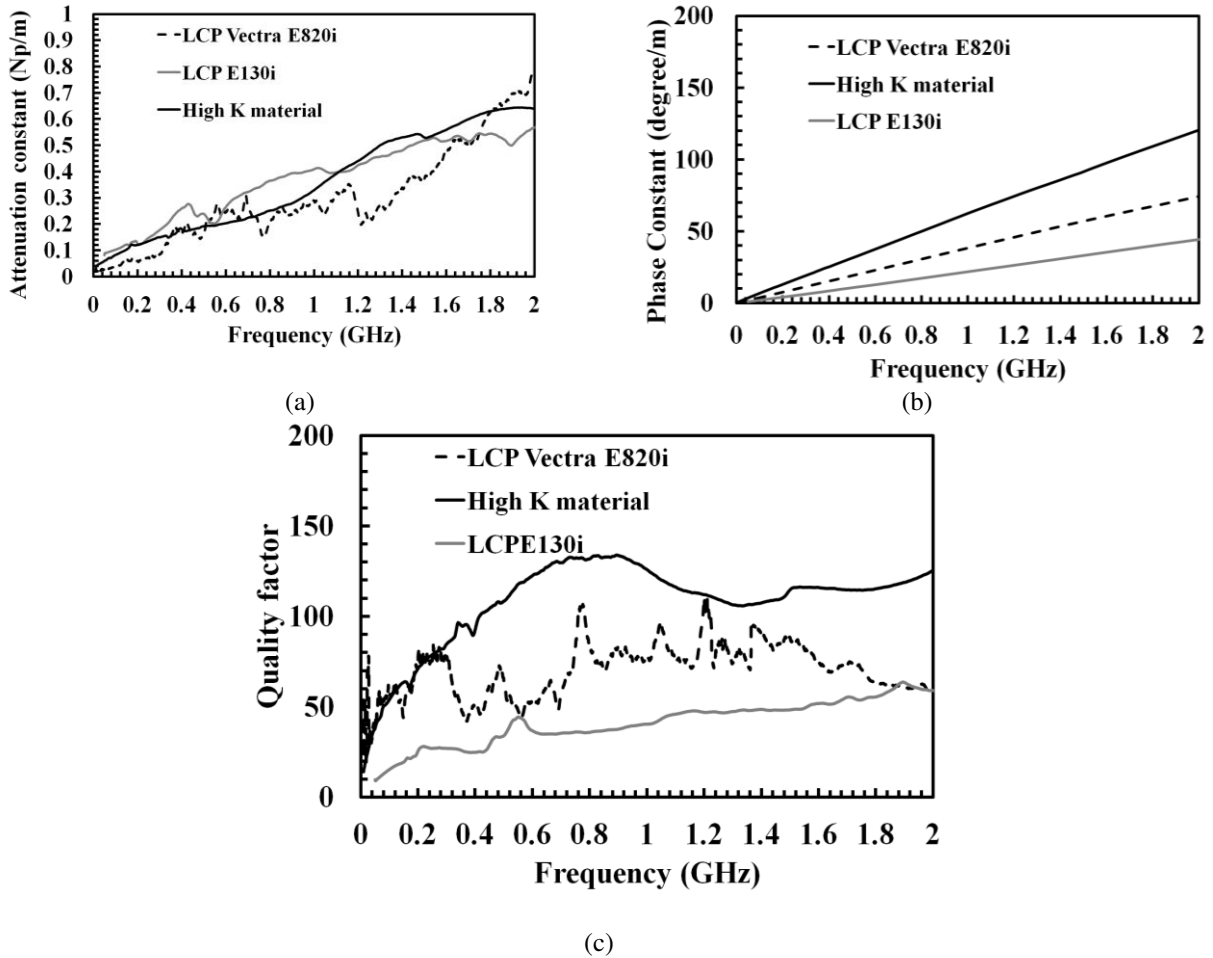 Attenuation constant (Np/m)
1
0.9
0.8
0.7
0.6
0.5
0.4
0.3
0.2
0.1
0
LCP Vectra E820i
LCP E130i
High K material
0 0.2 0.4 0.6 0.8 1 1.2 1.4 1.6 1.8 2
Frequency (GHz)
(a)
Phase Constant (degree/m)
200
150
100
50
0
LCP Vectra E820i
High K material
LCP E130i
0 0.2 0.4 0.6 0.8 1 1.2 1.4 1.6 1.8 2
Frequency (GHz)
(b)
Quality factor
200
150
100
50
0
LCP Vectra E820i
High K material
LCPE130i
0 0.2 0.4 0.6 0.8 1 1.2 1.4 1.6 1.8 2
Frequency (GHz)
(c)